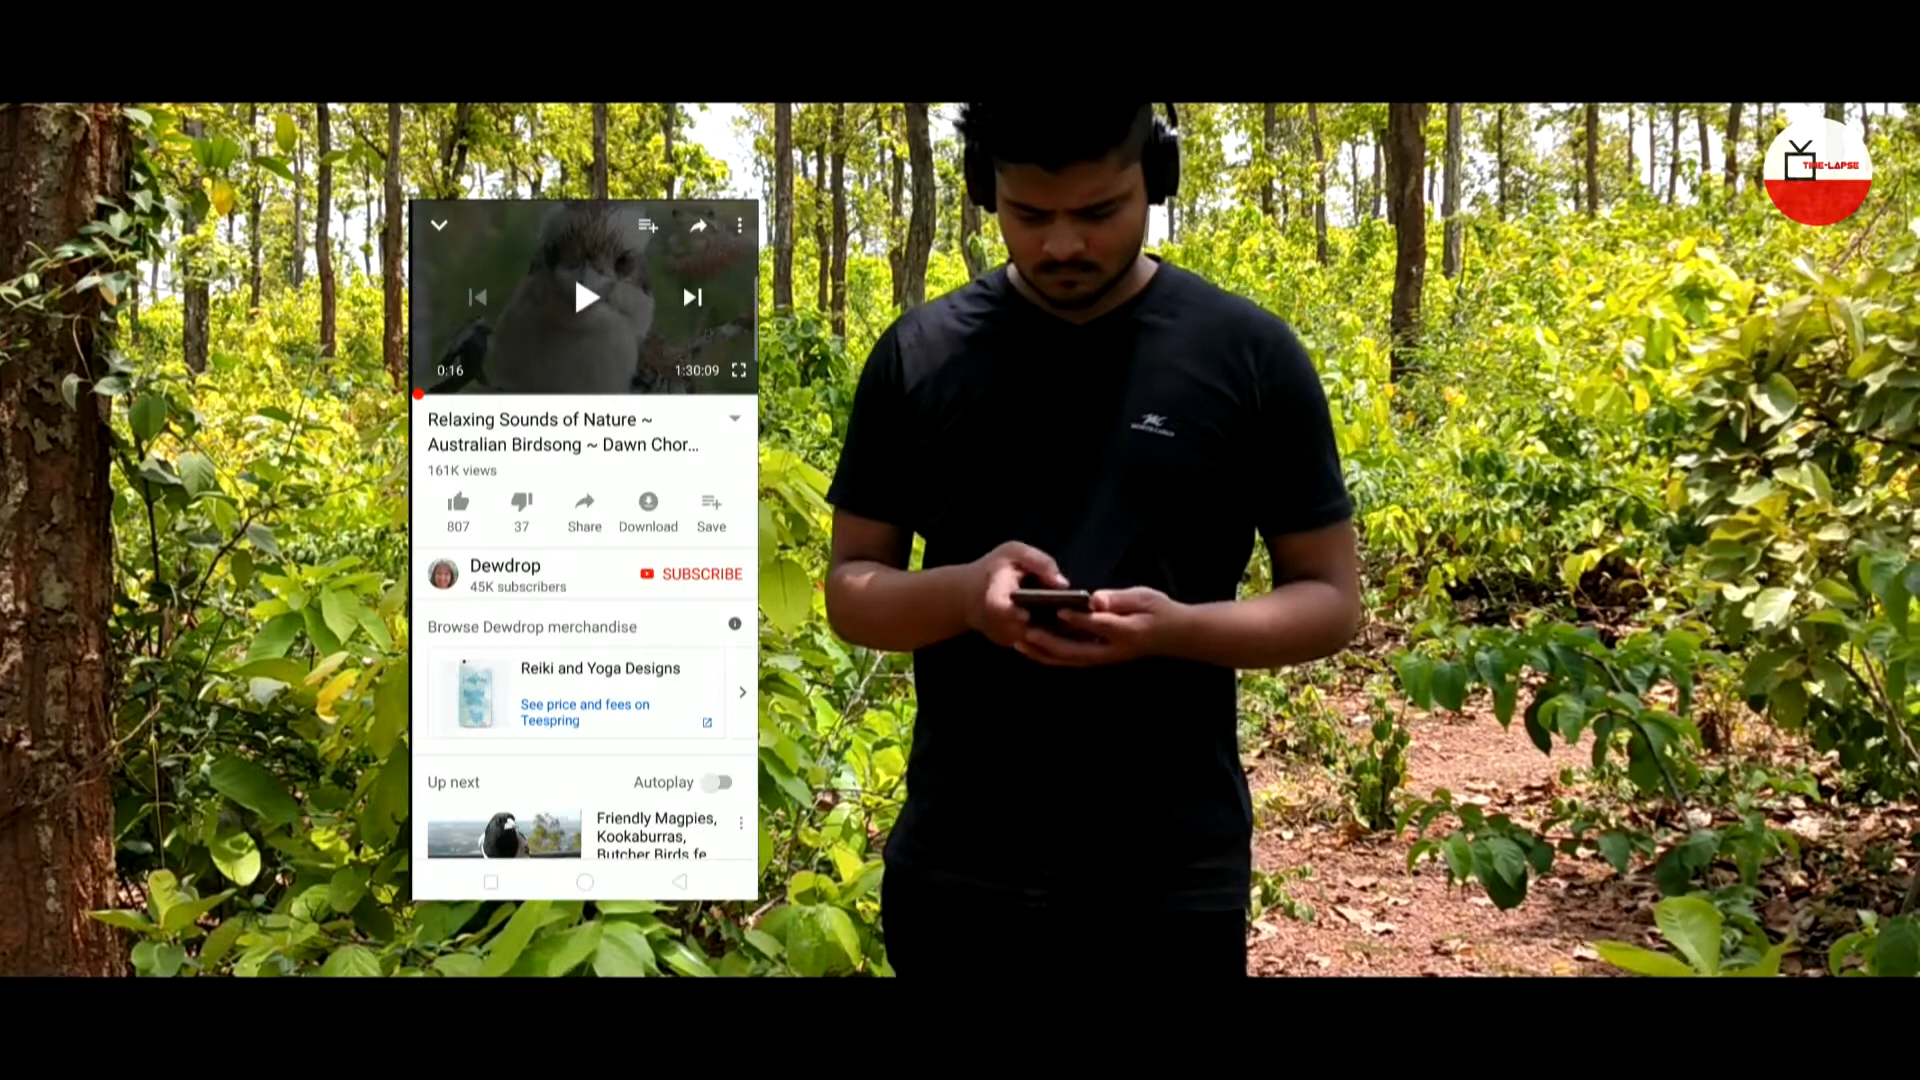 TIME-LAPSE
0:16
1:30:09
Relaxing Sounds of Nature ~
Australian Birdsong ~ Dawn Chor...
161K views
807
37
Share
Download
Save
Dewdrop
45K subscribers
SUBSCRIBE
Browse Dewdrop merchandise
Reiki and Yoga Designs
See price and fees on
Teespring
Up next
Autoplay
Friendly Magpies,
Kookaburras,
Butcher Birds fe